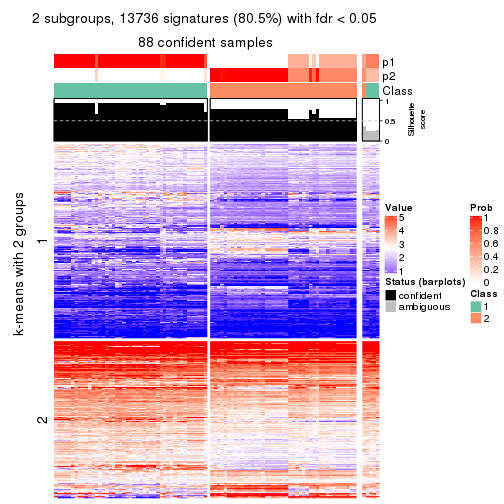 2 subgroups, 13736 signatures (80.5%) with fdr < 0.05
88 confident samples
p1
p2
Class
1
0.5
0
Silhouette
score
k-means with 2 groups
1
2
Value
5
4
3
2
1
Status (barplots)
confident
ambiguous
Prob
1
0.8
0.6
0.4
0.2
0
Class
1
2